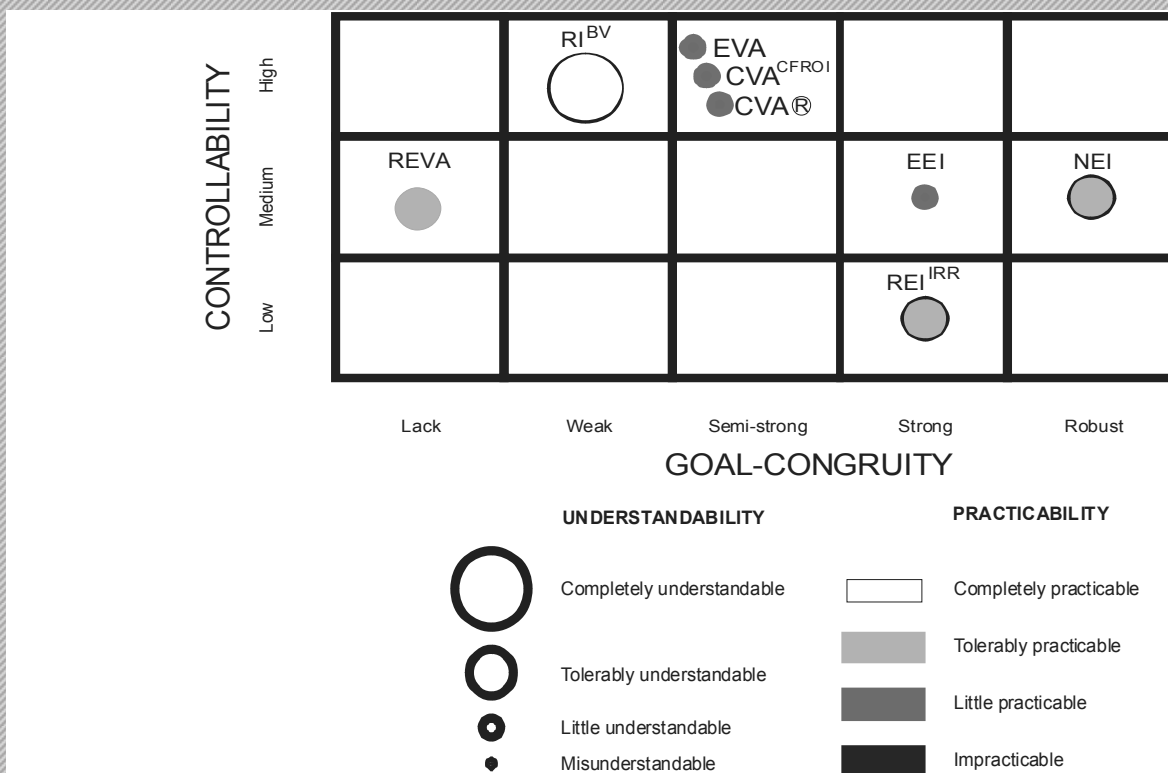 CONTROLLABILITY
High
Medium
Low
RI^BV
EVA
CVA^CFROI
CVA®
REVA
EEI
NEI
REI^IRR
Lack Weak Semi-strong Strong Robust
GOAL-CONGRUITY
UNDERSTANDABILITY
Completely understandable
Tolerably understandable
Little understandable
Misunderstandable
PRACTICABILITY
Completely practicable
Tolerably practicable
Little practicable
Impracticable